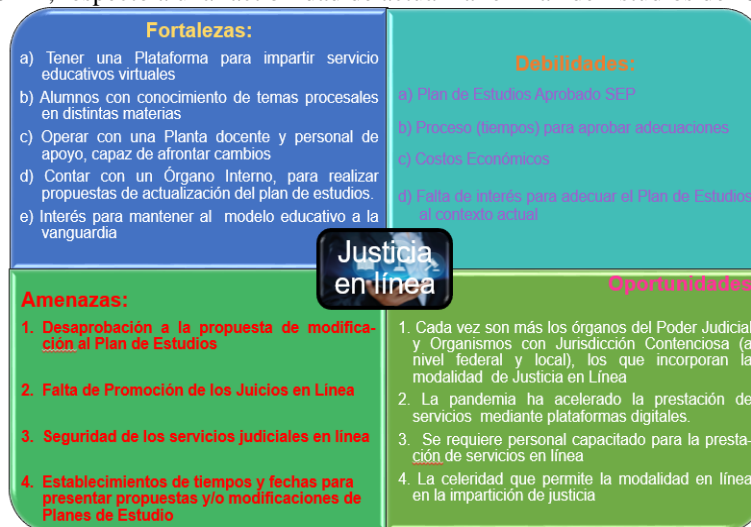 Fortalezas:
a) Tener una Plataforma para impartir servicio
educativos virtuales
b) Alumnos con conocimiento de temas procesales
en distintas materias
c) Operar con una Planta docente y personal de
apoyo, capaz de afrontar cambios
d) Contar con un Órgano Interno, para realizar
propuestas de actualización del plan de estudios.
e) Interés para mantener al modelo educativo a la
vanguardia
Debilidades:
a) Plan de Estudios Aprobado SEP
b) Proceso (tiempos) para aprobar adecuaciones
c) Costos Económicos
d) Falta de interés para adecuar el Plan de Estudios
al contexto actual
Justicia
en línea
Amenazas:
1. Desaprobación a la propuesta de modifica-
ción al Plan de Estudios
2. Falta de Promoción de los Juicios en Línea
3. Seguridad de los servicios judiciales en línea
4. Establecimientos de tiempos y fechas para
presentar propuestas y/o modificaciones de
Planes de Estudio
Oportunidades
1. Cada vez son más los órganos del Poder Judicial
y Organismos con Jurisdicción Contenciosa (a
nivel federal y local), los que incorporan la
modalidad de Justicia en Línea
2. La pandemia ha acelerado la prestación de
servicios mediante plataformas digitales.
3. Se requiere personal capacitado para la presta-
ción de servicios en línea
4. La celeridad que permite la modalidad en línea
en la impartición de justicia